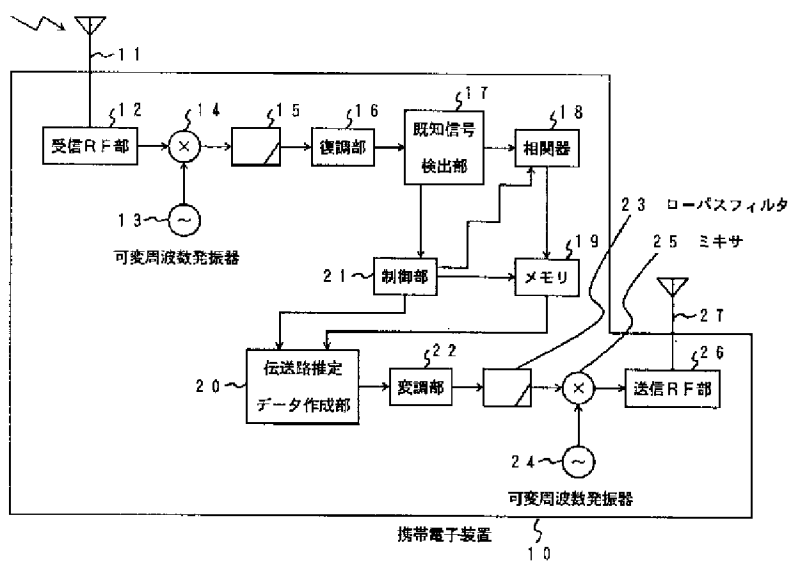 11
12
14
15
16
17
18
受信RF部
×
復調部
既知信号
検出部
相関器
13
~
可変周波数発振器
23 ローパスフィルタ
25 ミキサ
19
21
制御部
メモリ
27
20
伝送路推定
データ作成部
22
変調部
×
26
送信RF部
24
~
可変周波数発振器
携帯電子装置
10